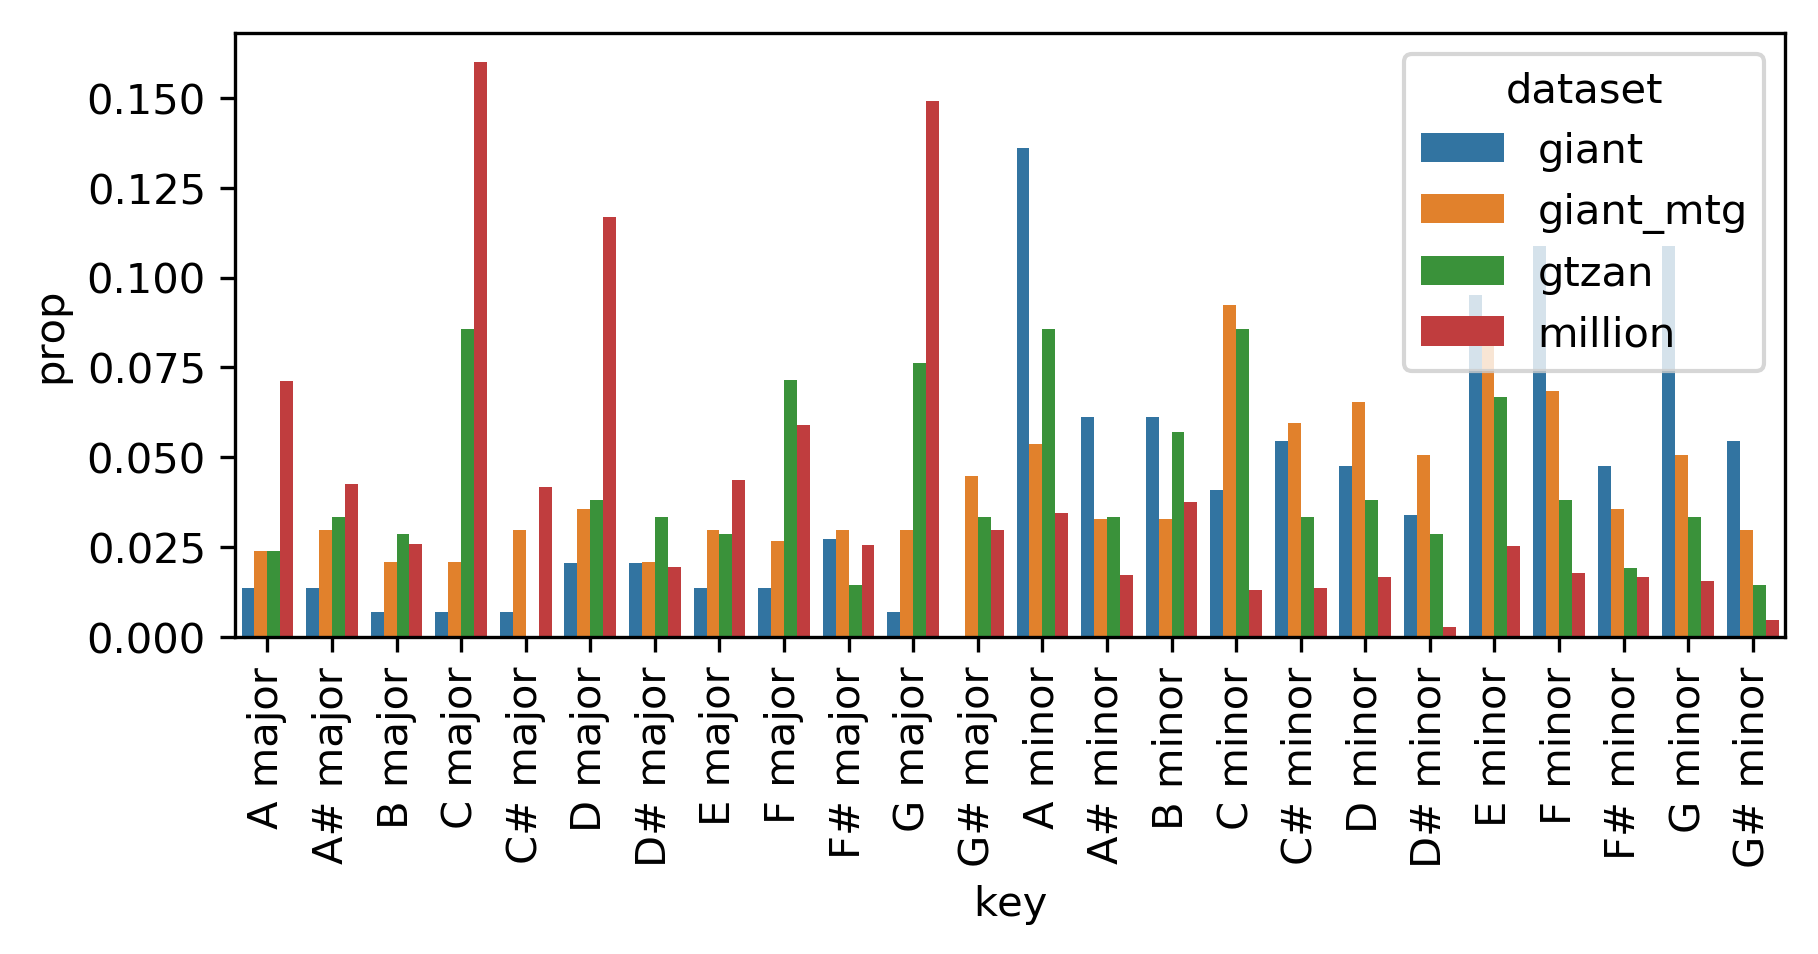 prop
0.150
0.125
0.100
0.075
0.050
0.025
0.000
dataset
giant
giant_mtg
gtzan
million
A major
A# major
B major
C major
C# major
D major
D# major
E major
F major
F# major
G major
G# major
A minor
A# minor
B minor
C minor
C# minor
D minor
D# minor
E minor
F minor
F# minor
G minor
G# minor
key